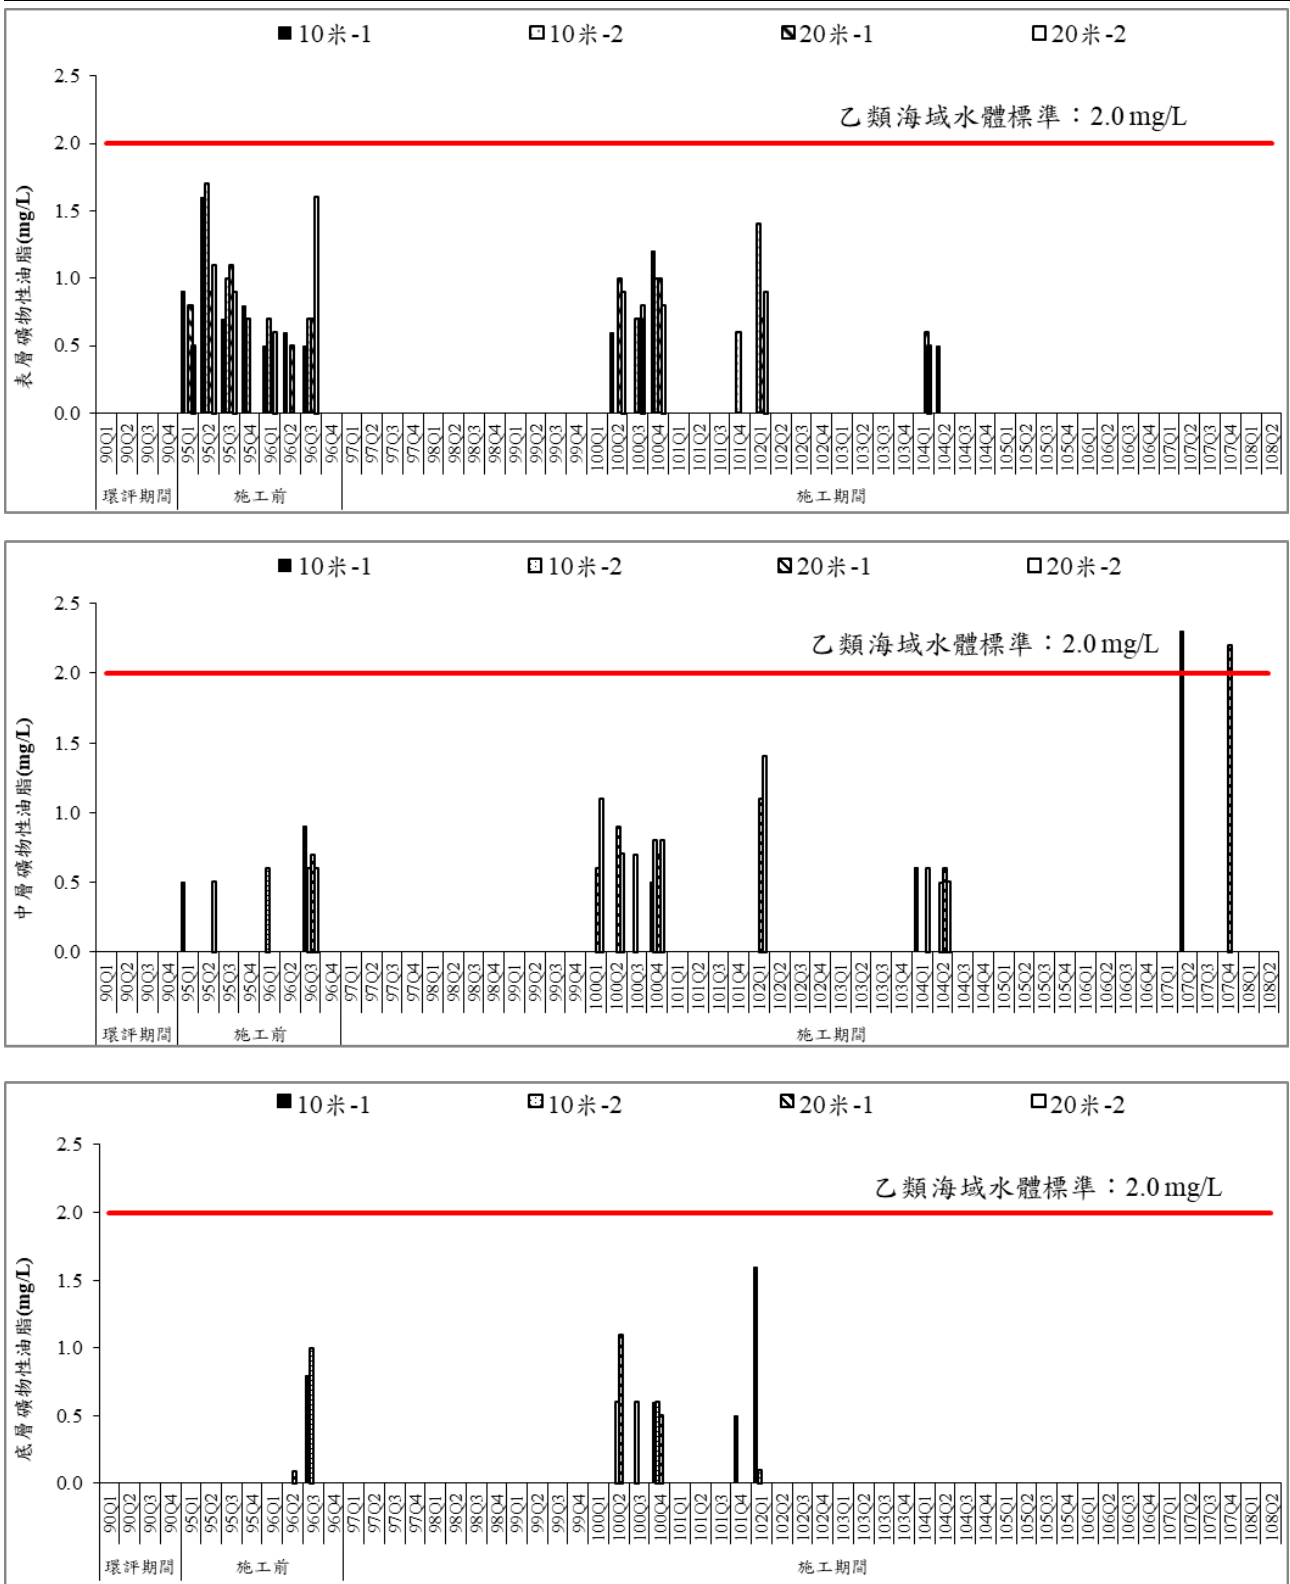 10米-1 10米-2 20米-1 20米-2
乙類海域水體標準：2.0 mg/L
表層礦物性油脂(mg/L)
2.5
2.0
1.5
1.0
0.5
0.0
90Q1 90Q2 90Q3 90Q4 95Q1 95Q2 95Q3 95Q4 96Q1 96Q2 96Q3 96Q4 97Q1 97Q2 97Q3 97Q4 98Q1 98Q2 98Q3 98Q4 99Q1 99Q2 99Q3 99Q4 100Q1 100Q2 100Q3 100Q4 101Q1 101Q2 101Q3 101Q4 102Q1 102Q2 102Q3 102Q4 103Q1 103Q2 103Q3 103Q4 104Q1 104Q2 104Q3 104Q4 105Q1 105Q2 105Q3 105Q4 106Q1 106Q2 106Q3 106Q4 107Q1 107Q2 107Q3 107Q4 108Q1 108Q2
環評期間 施工前 施工期間
10米-1 10米-2 20米-1 20米-2
乙類海域水體標準：2.0 mg/L
中層礦物性油脂(mg/L)
2.5
2.0
1.5
1.0
0.5
0.0
90Q1 90Q2 90Q3 90Q4 95Q1 95Q2 95Q3 95Q4 96Q1 96Q2 96Q3 96Q4 97Q1 97Q2 97Q3 97Q4 98Q1 98Q2 98Q3 98Q4 99Q1 99Q2 99Q3 99Q4 100Q1 100Q2 100Q3 100Q4 101Q1 101Q2 101Q3 101Q4 102Q1 102Q2 102Q3 102Q4 103Q1 103Q2 103Q3 103Q4 104Q1 104Q2 104Q3 104Q4 105Q1 105Q2 105Q3 105Q4 106Q1 106Q2 106Q3 106Q4 107Q1 107Q2 107Q3 107Q4 108Q1 108Q2
環評期間 施工前 施工期間
10米-1 10米-2 20米-1 20米-2
乙類海域水體標準：2.0 mg/L
底層礦物性油脂(mg/L)
2.5
2.0
1.5
1.0
0.5
0.0
90Q1 90Q2 90Q3 90Q4 95Q1 95Q2 95Q3 95Q4 96Q1 96Q2 96Q3 96Q4 97Q1 97Q2 97Q3 97Q4 98Q1 98Q2 98Q3 98Q4 99Q1 99Q2 99Q3 99Q4 100Q1 100Q2 100Q3 100Q4 101Q1 101Q2 101Q3 101Q4 102Q1 102Q2 102Q3 102Q4 103Q1 103Q2 103Q3 103Q4 104Q1 104Q2 104Q3 104Q4 105Q1 105Q2 105Q3 105Q4 106Q1 106Q2 106Q3 106Q4 107Q1 107Q2 107Q3 107Q4 108Q1 108Q2
環評期間 施工前 施工期間